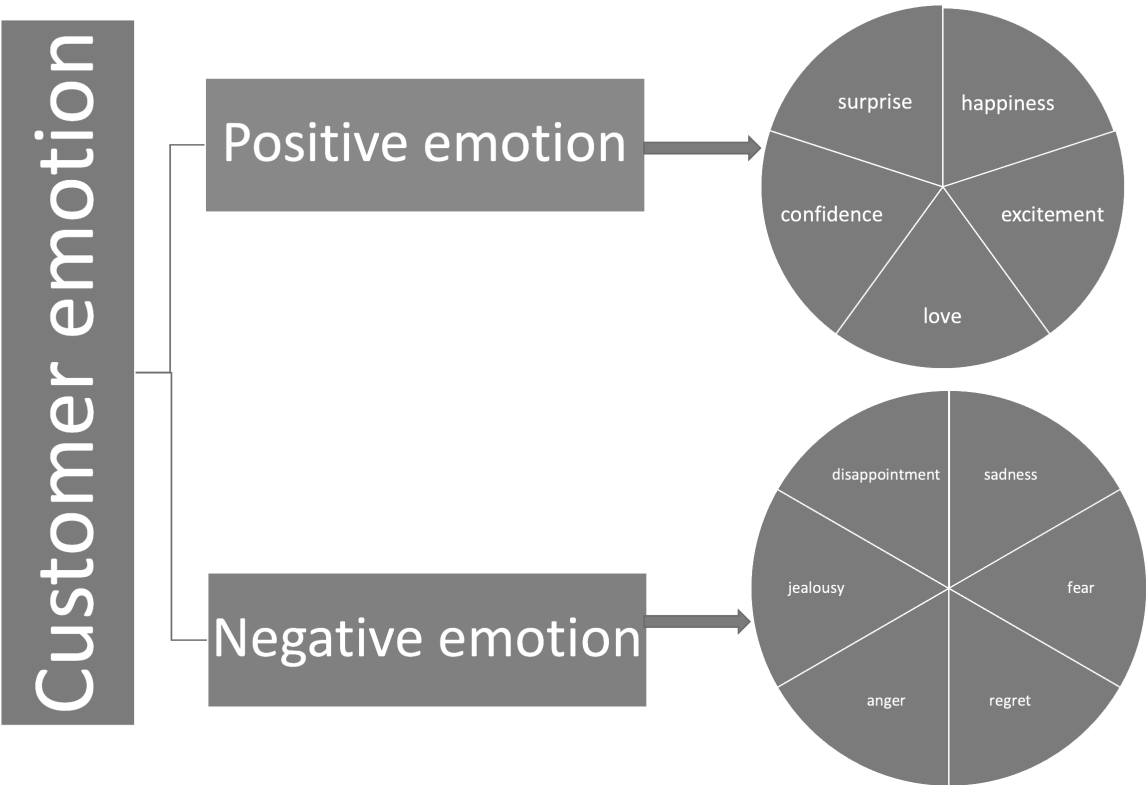 Customer emotion
Positive emotion
surprise
happiness
confidence
excitement
love
Negative emotion
disappointment
sadness
jealousy
fear
anger
regret